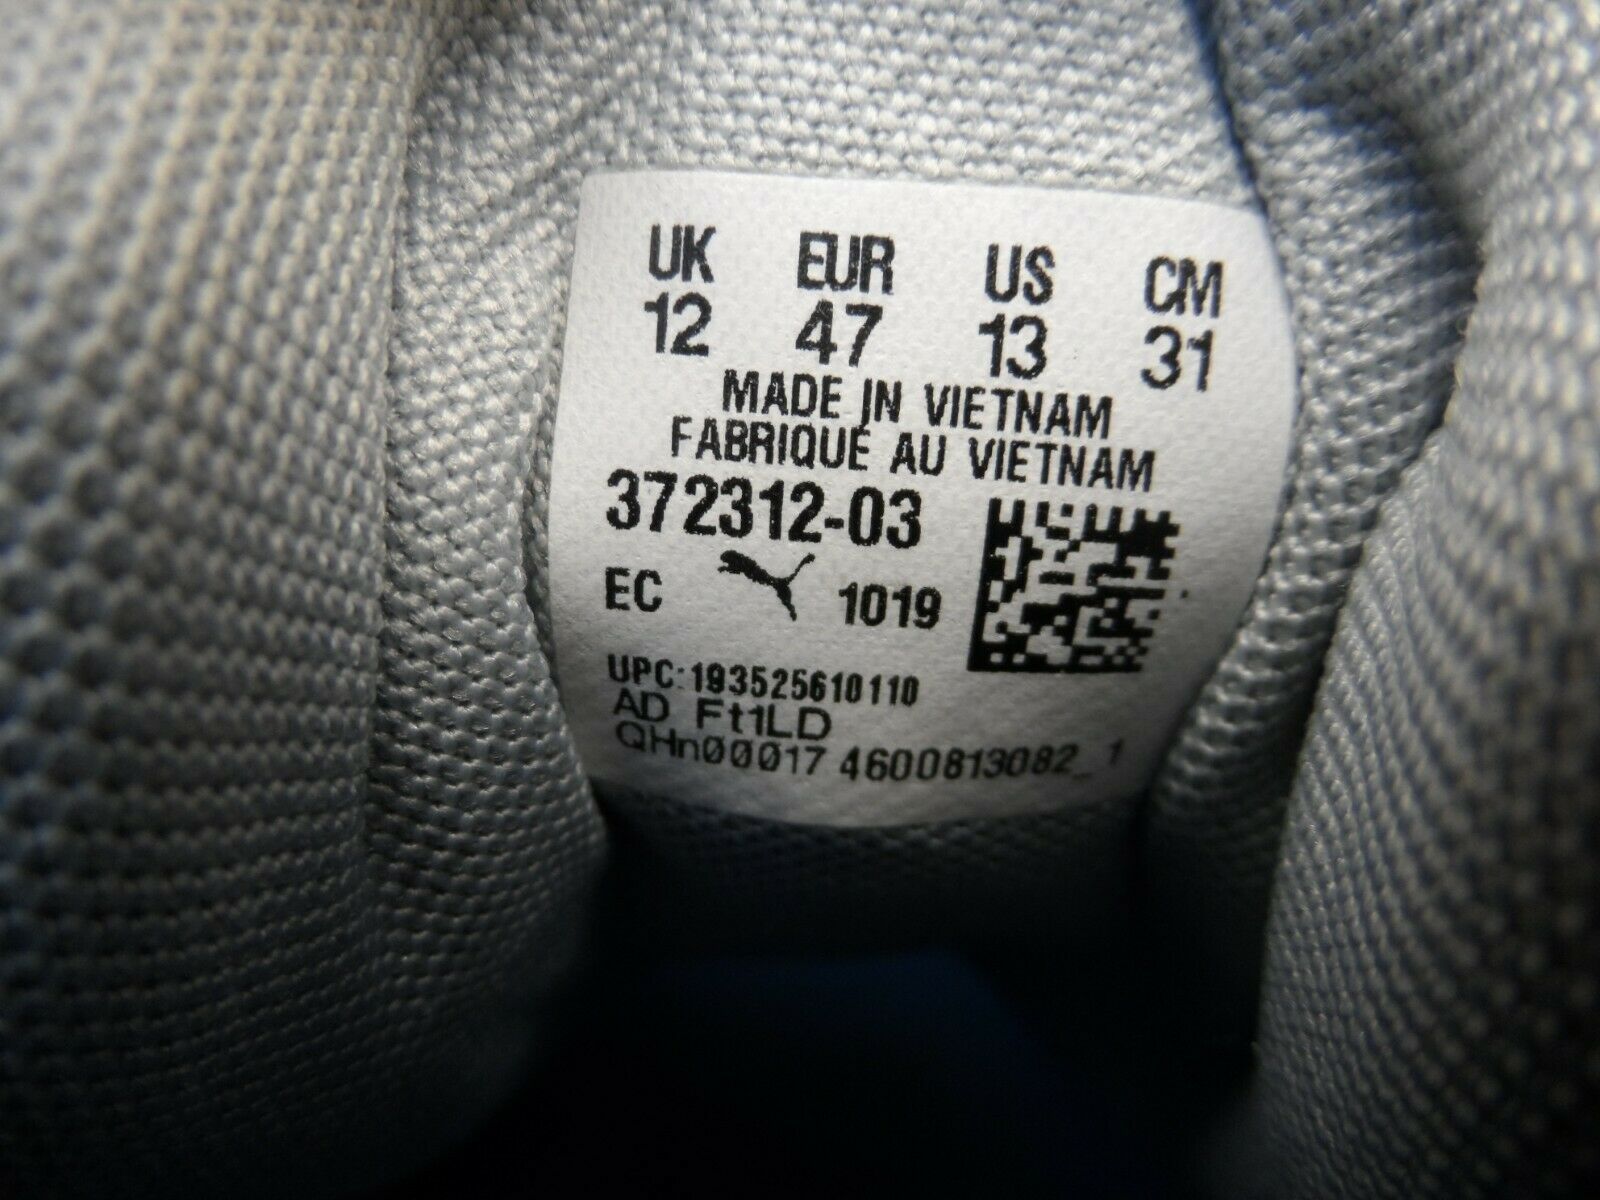 UK EUR US CM
12 47 13 31
MADE IN VIETNAM
FABRIQUE AU VIETNAM
372312-03
EC 1019
UPC:193525610110
AD Ft1LD
QHn00017 4600813082_1